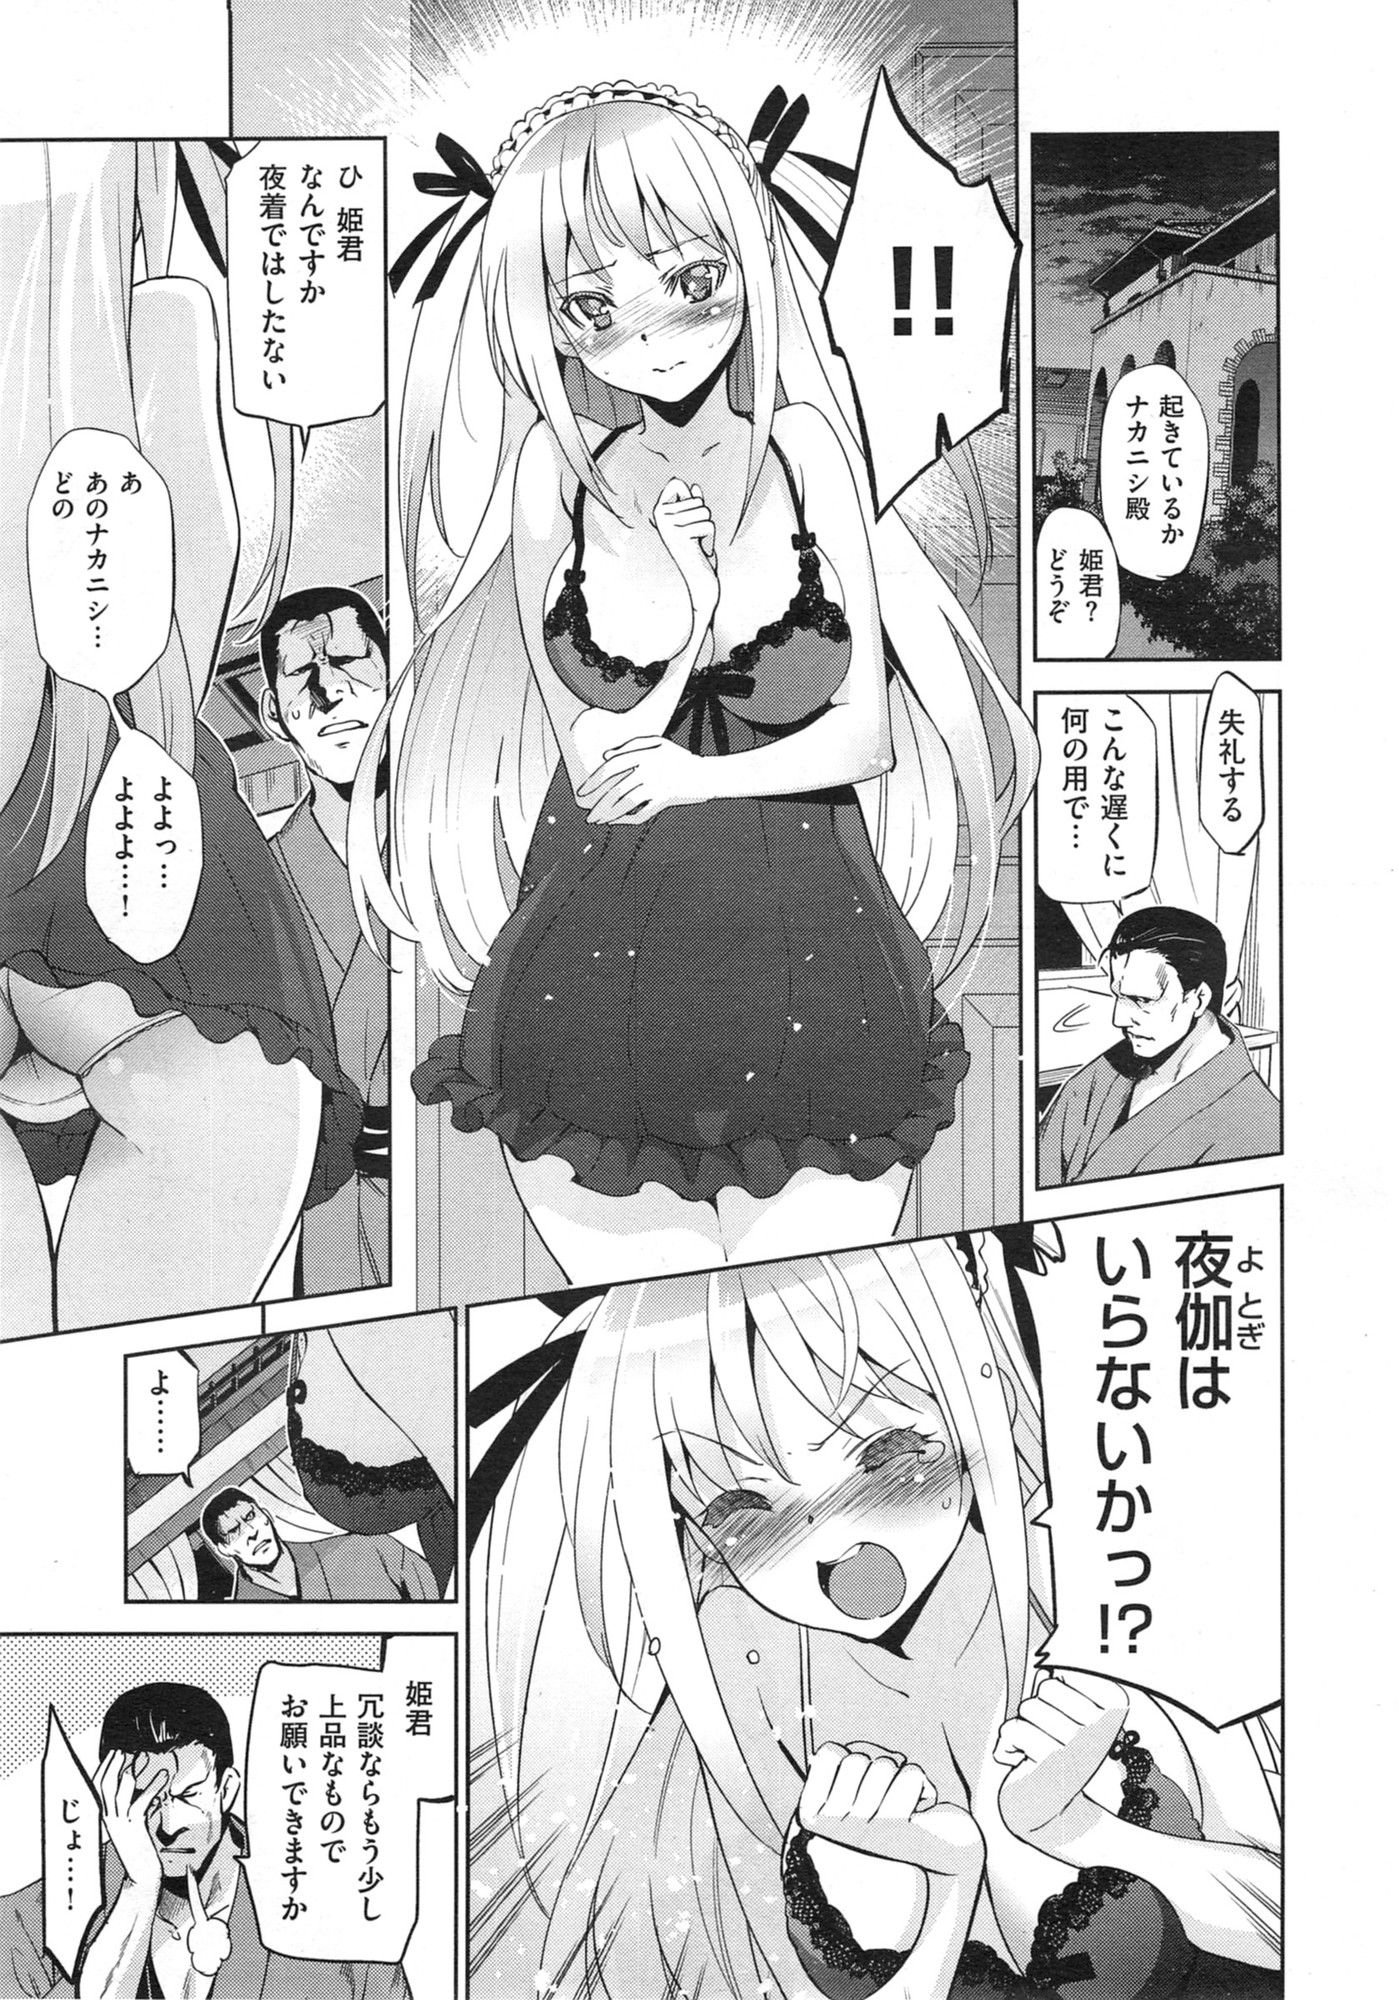 起きているか
ナカニシ殿
姫君?
どうぞ
失礼する
こんな遅くに
何の用で…
!!
ひ 姫君
なんですか
夜着ではしたない
あ
あのナカニシ…
どの
よよっ…
よよよ…!
夜伽は
よとぎ
いらないかっ!?
よ……
姫君
冗談ならもう少し
上品なもので
お願いできますか
じょ…!